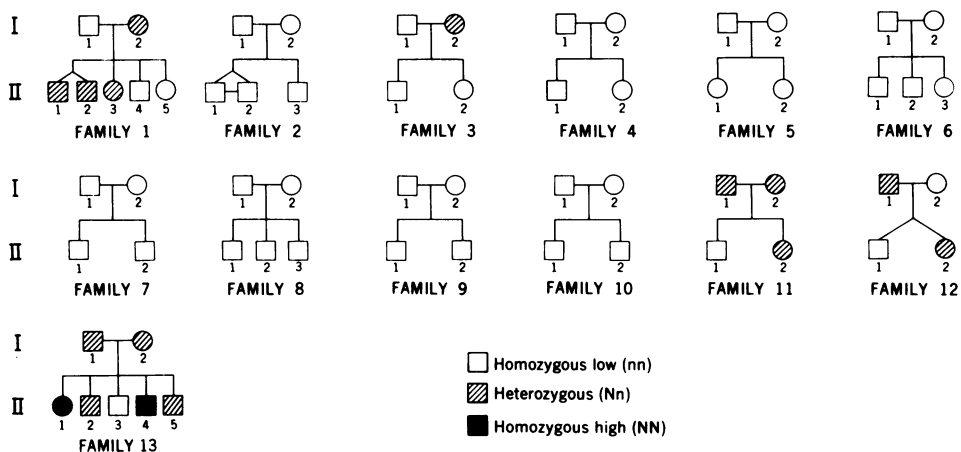 I
1 2 1 2 1 2 1 2 1 2 1 2
II
1 2 3 4 5 1 2 3 1 2 1 2 1 2 1 2 3
FAMILY 1 FAMILY 2 FAMILY 3 FAMILY 4 FAMILY 5 FAMILY 6
I
1 2 1 2 1 2 1 2 1 2 1 2
II
1 2 1 2 3 1 2 1 2 1 2 1 2
FAMILY 7 FAMILY 8 FAMILY 9 FAMILY 10 FAMILY 11 FAMILY 12
I
1 2
II
1 2 3 4 5
FAMILY 13
Homozygous low (nn)
Heterozygous (Nn)
Homozygous high (NN)